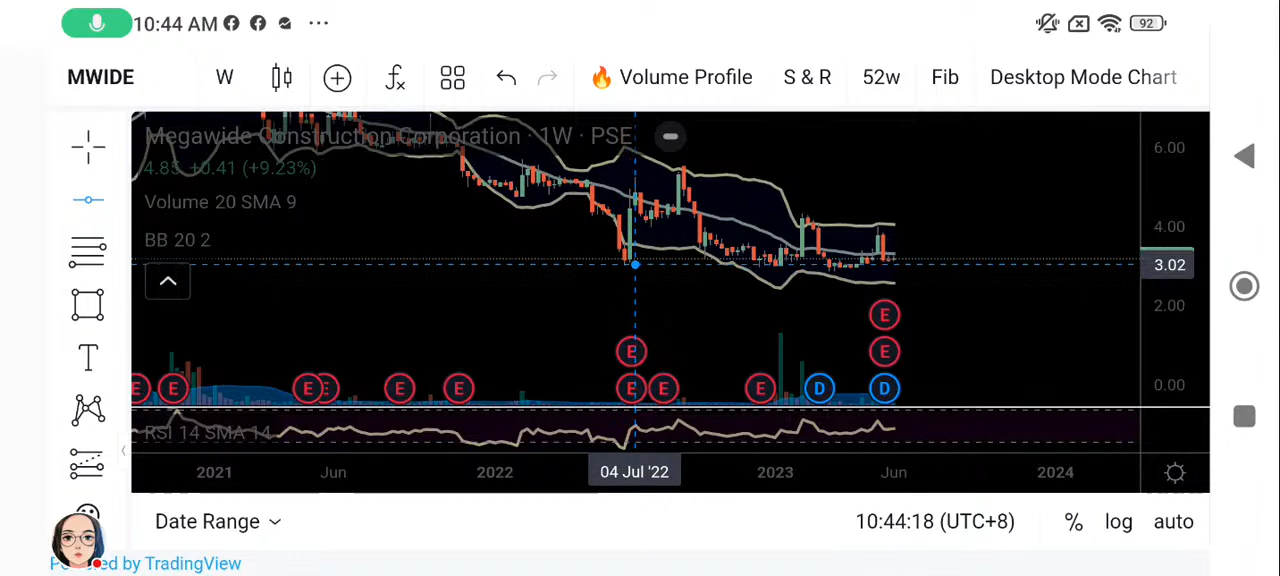 10:44 AM
92
MWIDE W Volume Profile S & R 52w Fib Desktop Mode Chart
Megawide Construction Corporation · 1W · PSE
4.85 +0.41 (+9.23%)
Volume 20 SMA 9
BB 20 2
6.00
4.00
3.02
2.00
0.00
E
E
E E
E E E E E E E E E D D
RSI 14 SMA 14
2021 Jun 2022 04 Jul '22 2023 Jun 2024
Date Range 10:44:18 (UTC+8) % log auto
by TradingView